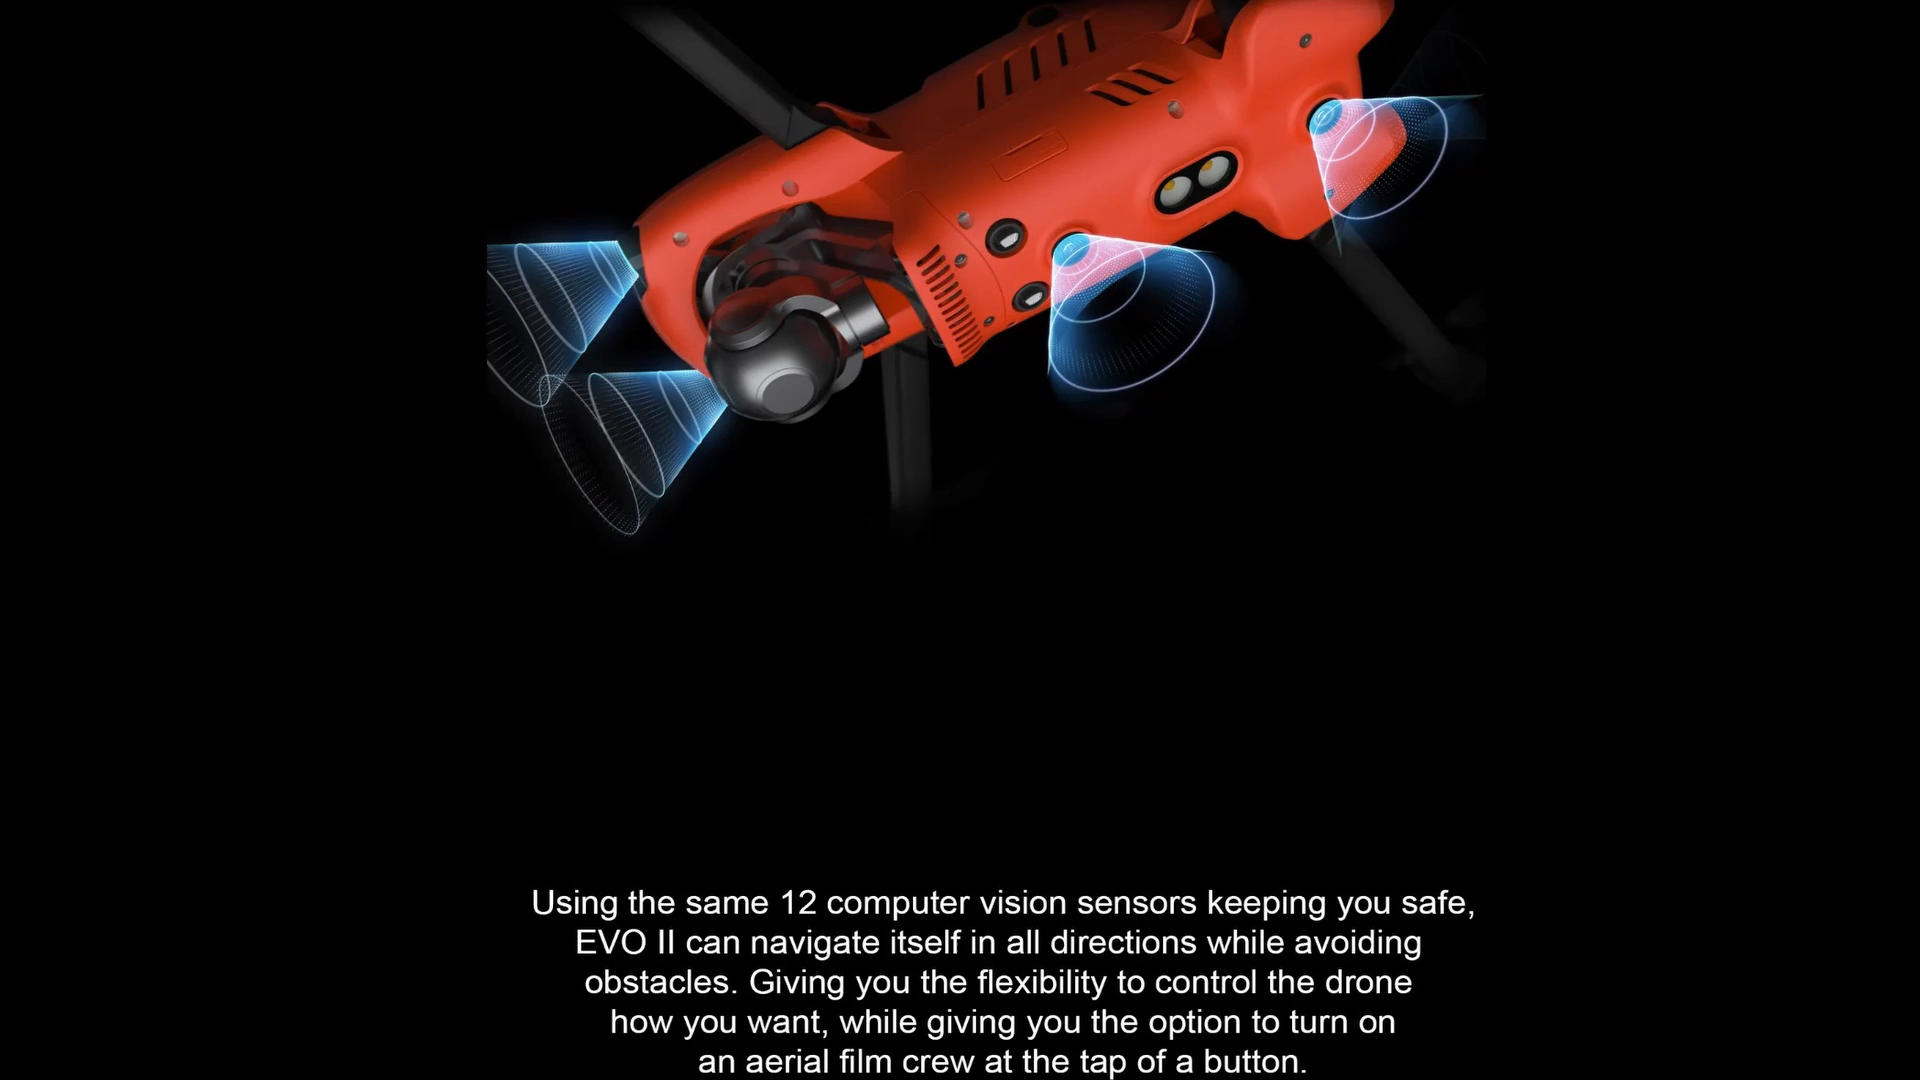 Using the same 12 computer vision sensors keeping you safe,
EVO II can navigate itself in all directions while avoiding
obstacles. Giving you the flexibility to control the drone
how you want, while giving you the option to turn on
an aerial film crew at the tap of a button.